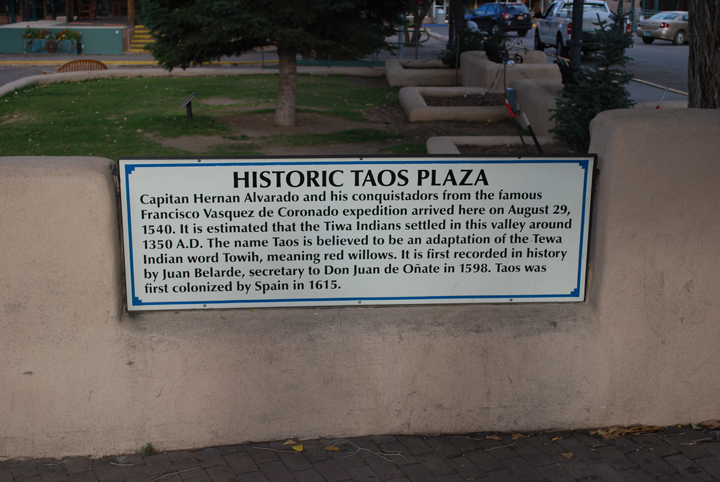 HISTORIC TAOS PLAZA
Capitan Hernan Alvarado and his conquistadors from the famous
Francisco Vasquez de Coronado expedition arrived here on August 29,
1540. It is estimated that the Tiwa Indians settled in this valley around
1350 A.D. The name Taos is believed to be an adaptation of the Tewa
Indian word Towih, meaning red willows. It is first recorded in history
by Juan Belarde, secretary to Don Juan de Oñate in 1598. Taos was
first colonized by Spain in 1615.